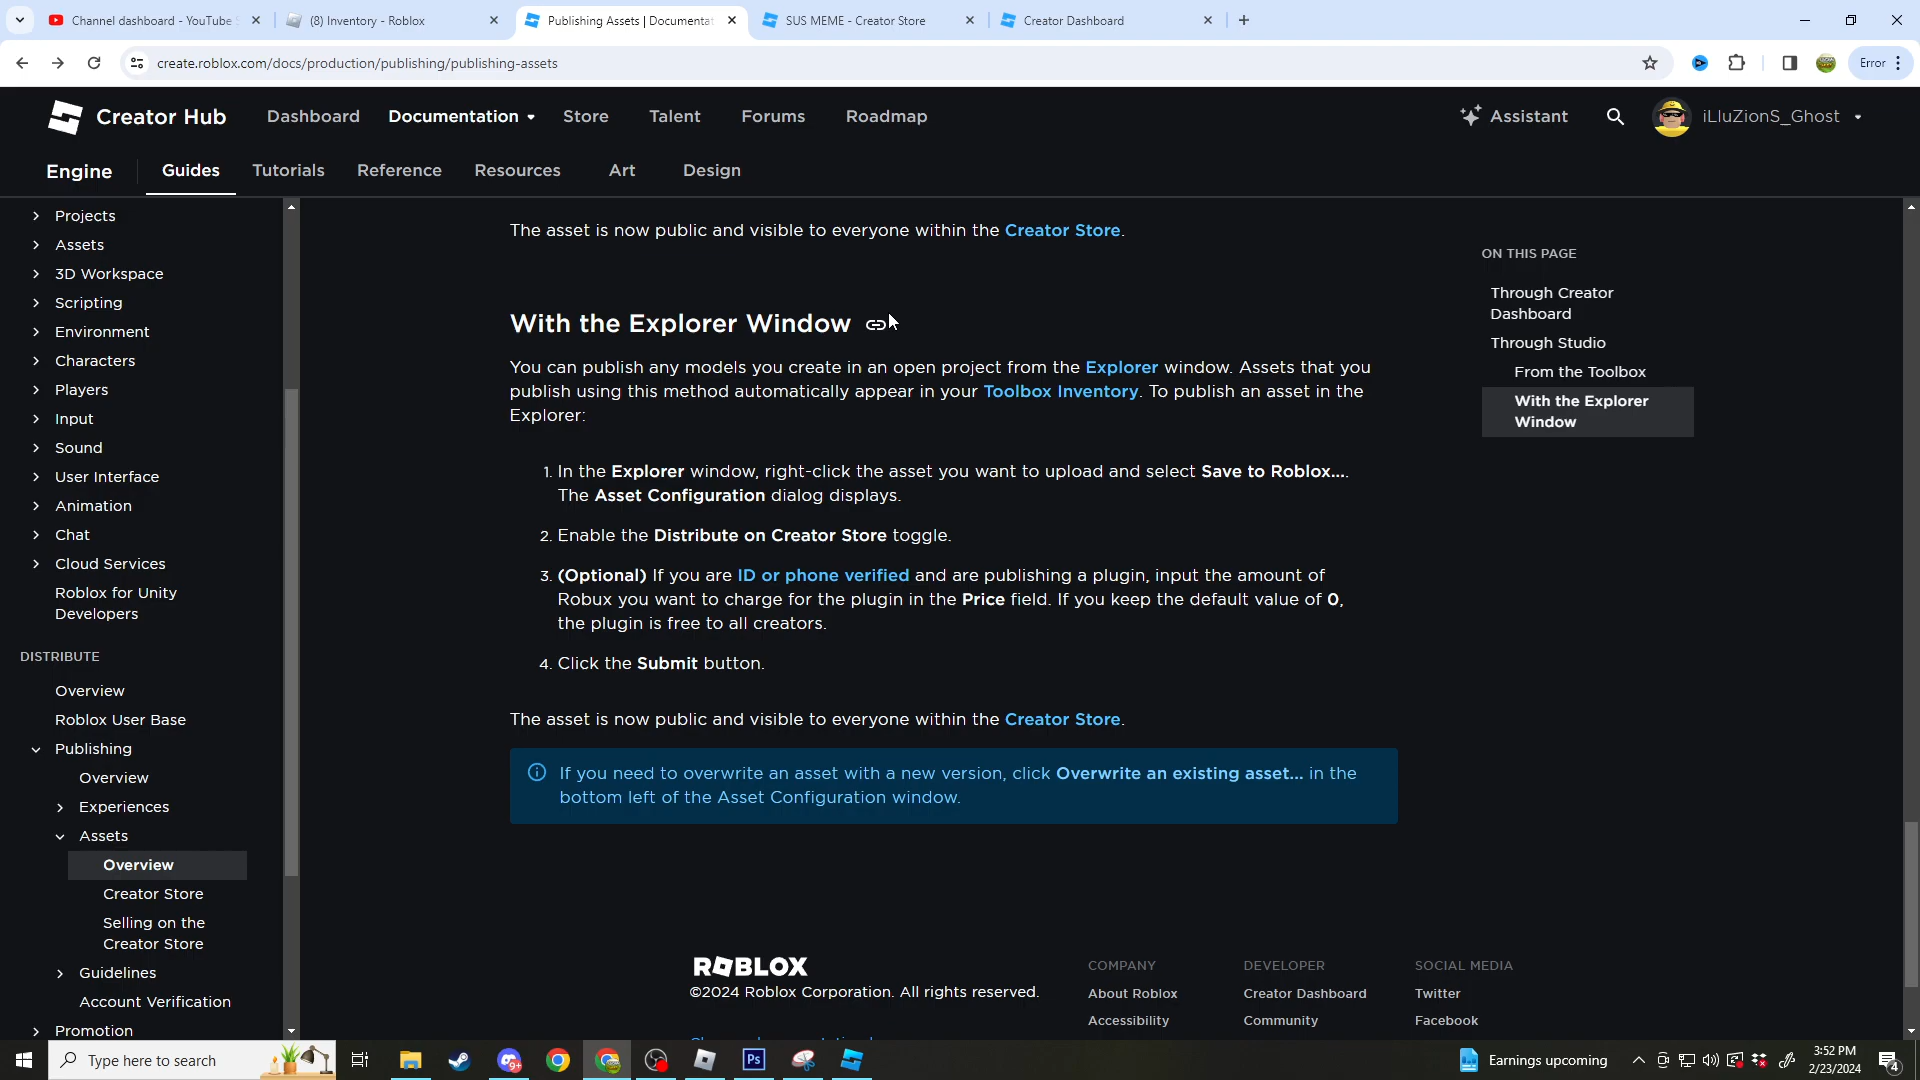 Channel dashboard - YouTube S
(8) Inventory - Roblox
Publishing Assets | Documentat
SUS MEME - Creator Store
Creator Dashboard
create.roblox.com/docs/production/publishing/publishing-assets
Error
Creator Hub
Dashboard
Documentation
Store
Talent
Forums
Roadmap
Assistant
iLluZionS_Ghost
Engine
Guides
Tutorials
Reference
Resources
Art
Design
Projects
Assets
3D Workspace
Scripting
Environment
Characters
Players
Input
Sound
User Interface
Animation
Chat
Cloud Services
Roblox for Unity
Developers
DISTRIBUTE
Overview
Roblox User Base
Publishing
Overview
Experiences
Assets
Overview
Creator Store
Selling on the
Creator Store
Guidelines
Account Verification
Promotion
The asset is now public and visible to everyone within the Creator Store.
With the Explorer Window
You can publish any models you create in an open project from the Explorer window. Assets that you
publish using this method automatically appear in your Toolbox Inventory. To publish an asset in the
Explorer:
1. In the Explorer window, right-click the asset you want to upload and select Save to Roblox....
The Asset Configuration dialog displays.
2. Enable the Distribute on Creator Store toggle.
3. (Optional) If you are ID or phone verified and are publishing a plugin, input the amount of
Robux you want to charge for the plugin in the Price field. If you keep the default value of 0,
the plugin is free to all creators.
4. Click the Submit button.
The asset is now public and visible to everyone within the Creator Store.
If you need to overwrite an asset with a new version, click Overwrite an existing asset... in the
bottom left of the Asset Configuration window.
ON THIS PAGE
Through Creator
Dashboard
Through Studio
From the Toolbox
With the Explorer
Window
ROBLOX
©2024 Roblox Corporation. All rights reserved.
COMPANY
About Roblox
Accessibility
DEVELOPER
Creator Dashboard
Community
SOCIAL MEDIA
Twitter
Facebook
Type here to search
9+
Ps
Earnings upcoming
3:52 PM
2/23/2024
4